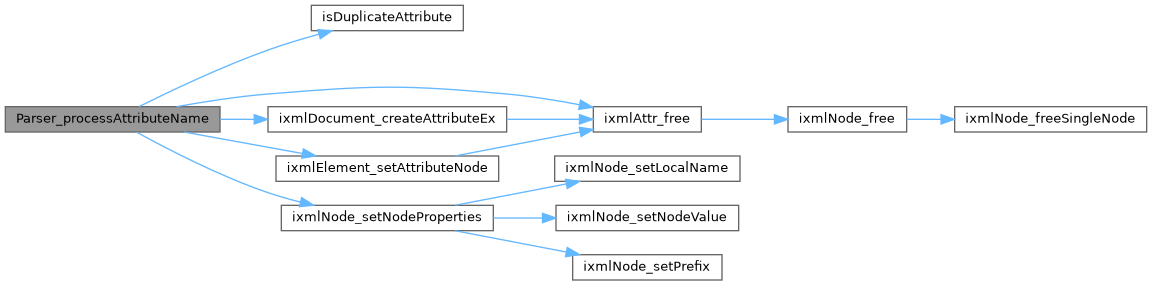 isDuplicateAttribute
Parser_processAttributeName
ixmlDocument_createAttributeEx
ixmlAttr_free
ixmlNode_free
ixmlNode_freeSingleNode
ixmlElement_setAttributeNode
ixmlNode_setLocalName
ixmlNode_setNodeProperties
ixmlNode_setNodeValue
ixmlNode_setPrefix